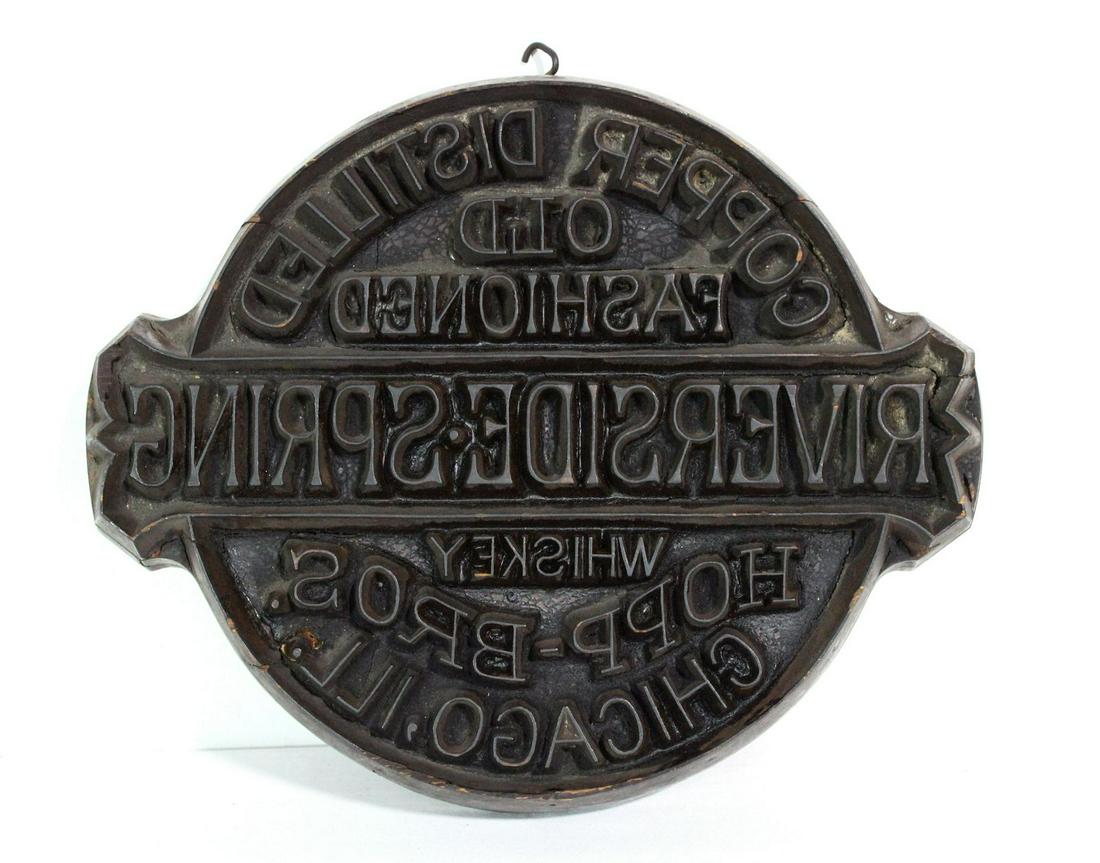 COPPER DISTILLED
OLD
FASHIONED
RIVERSIDE·SPRING
WHISKEY
HOPP-BROS.
CHICAGO, ILL.